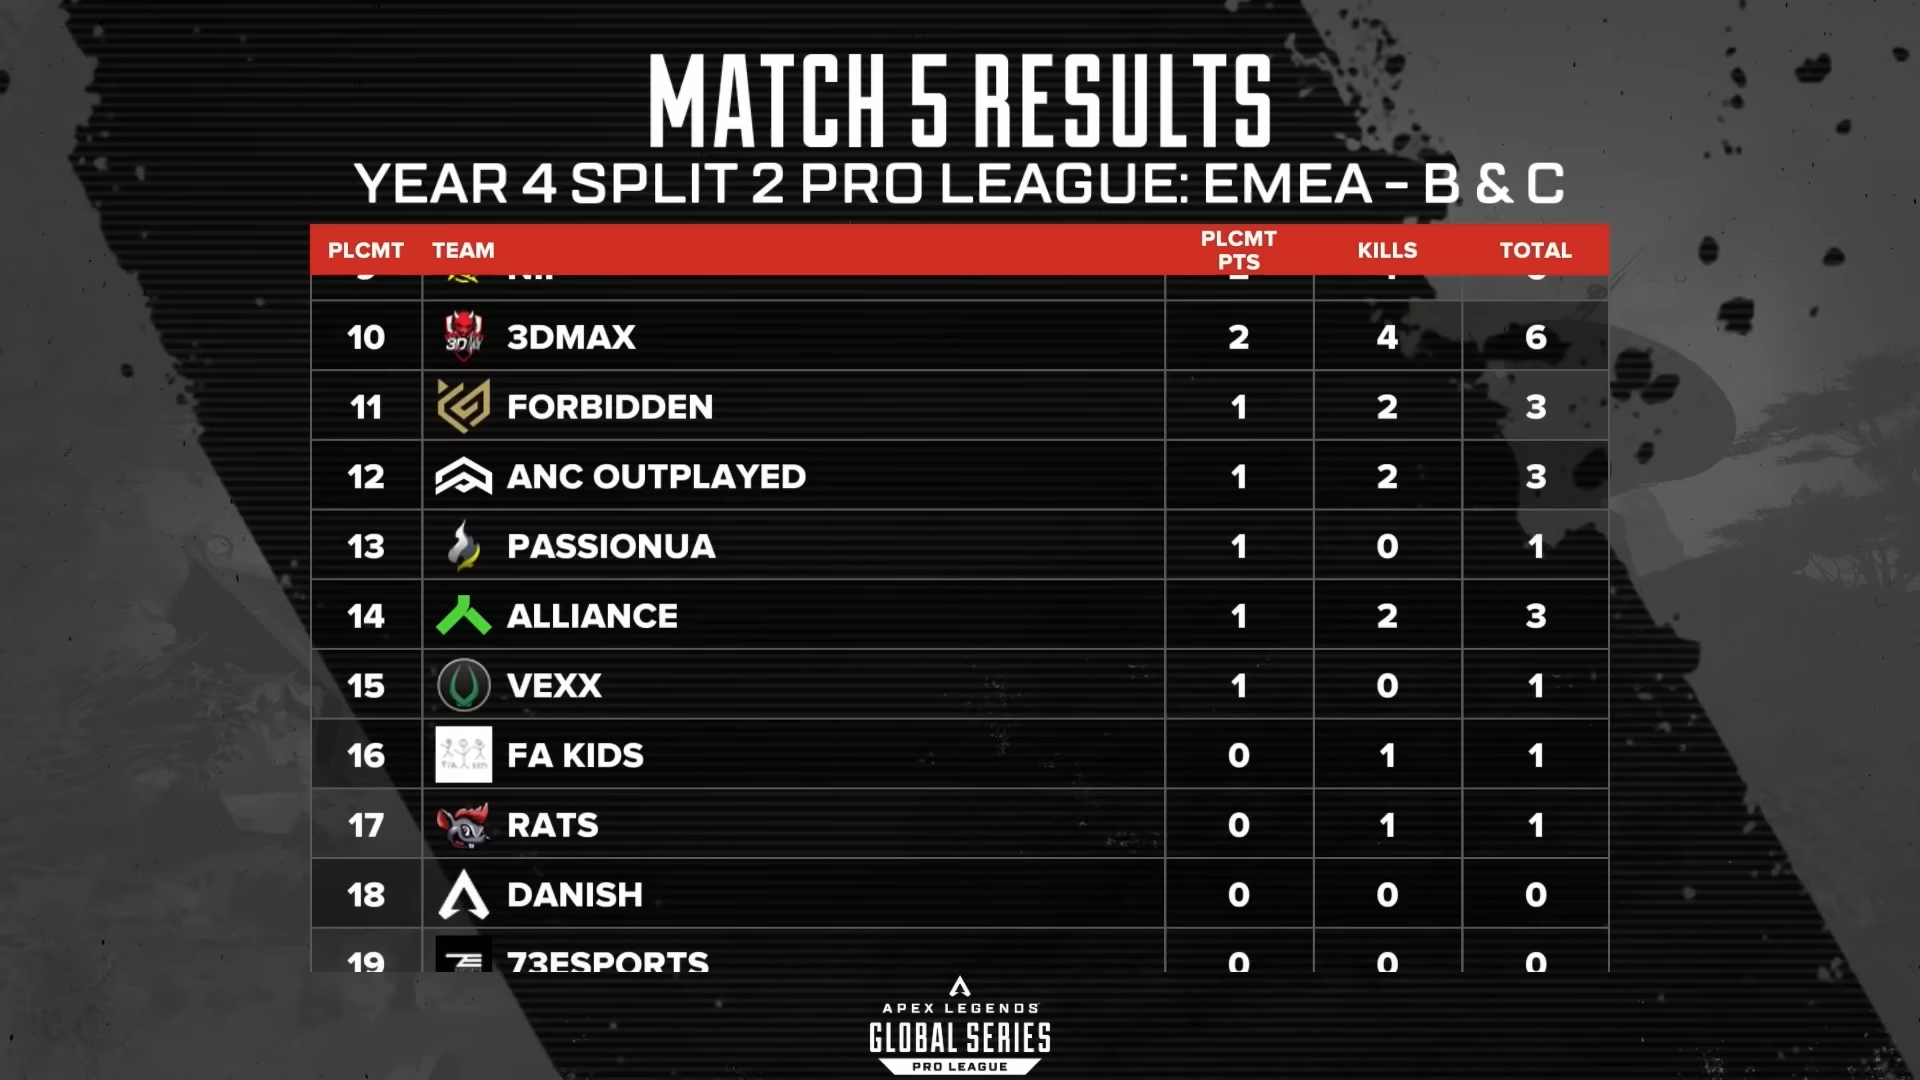 MATCH 5 RESULTS
YEAR 4 SPLIT 2 PRO LEAGUE: EMEA - B & C
PLCMT TEAM PLCMT PTS KILLS TOTAL
10 3DMAX 2 4 6
11 FORBIDDEN 1 2 3
12 ANC OUTPLAYED 1 2 3
13 PASSIONUA 1 0 1
14 ALLIANCE 1 2 3
15 VEXX 1 0 1
16 FA KIDS 0 1 1
17 RATS 0 1 1
18 DANISH 0 0 0
19 73ESPORTS 0 0 0
APEX LEGENDS
GLOBAL SERIES
PRO LEAGUE